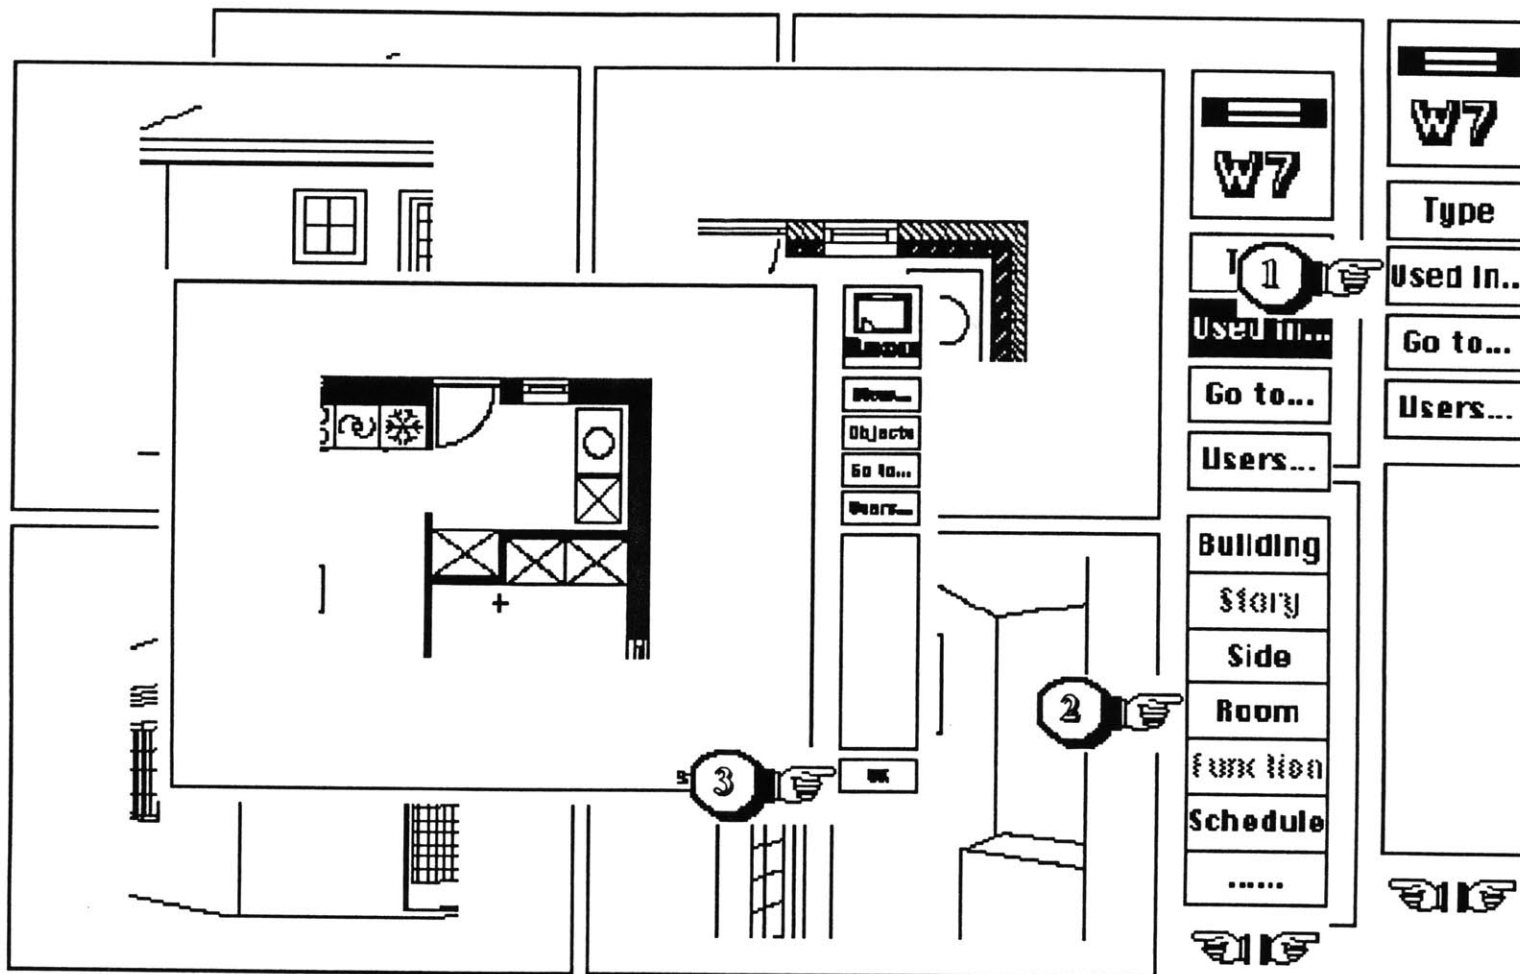 W7
Type
Used In...
Go to...
Users...
W7
T
1
Used In...
Go to...
Users...
Building
Story
Side
2
Room
Function
Schedule
......
Objects
Go to...
Users...
3
OK